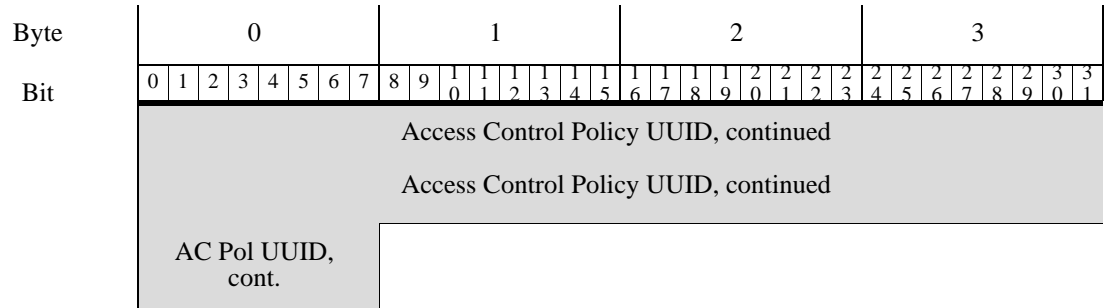 Byte 0 1 2 3
Bit 0 1 2 3 4 5 6 7 8 9 10 11 12 13 14 15 16 17 18 19 20 21 22 23 24 25 26 27 28 29 30 31
Access Control Policy UUID, continued
Access Control Policy UUID, continued
AC Pol UUID,
cont.